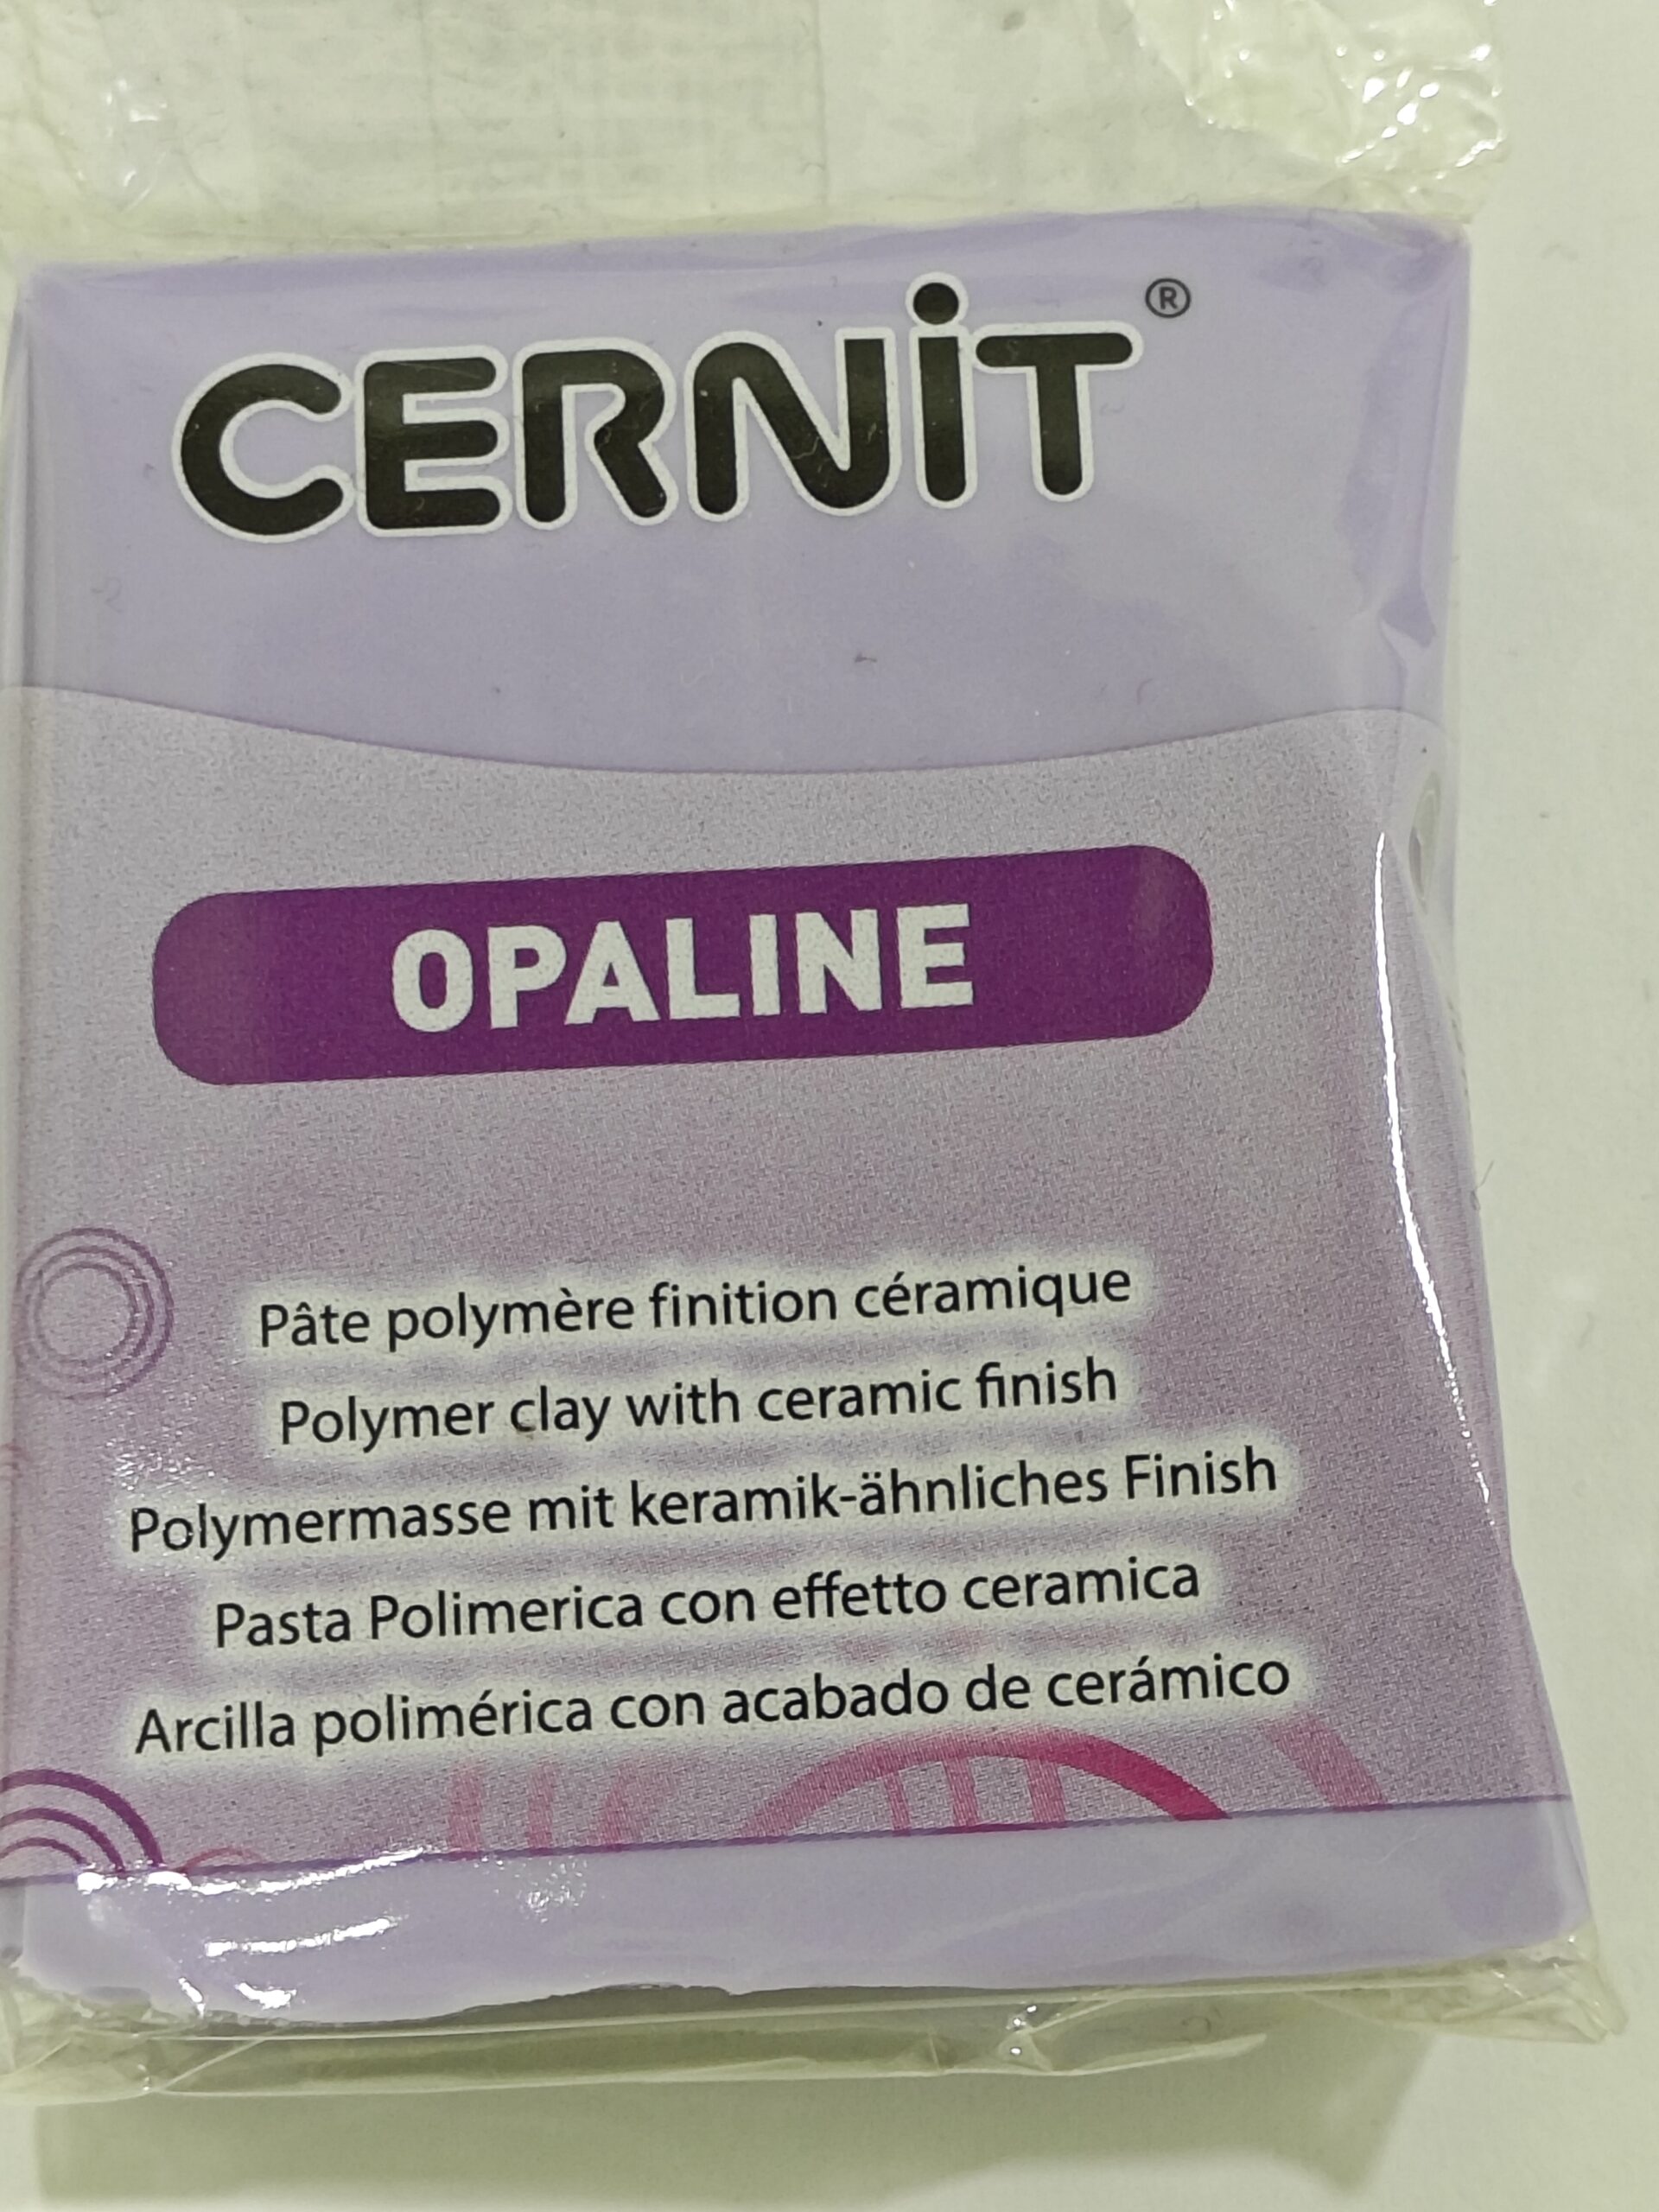 CERNiT®
OPALINE
Pâte polymère finition céramique
Polymer clay with ceramic finish
Polymermasse mit keramik-ähnliches Finish
Pasta Polimerica con effetto ceramica
Arcilla polimérica con acabado de cerámico